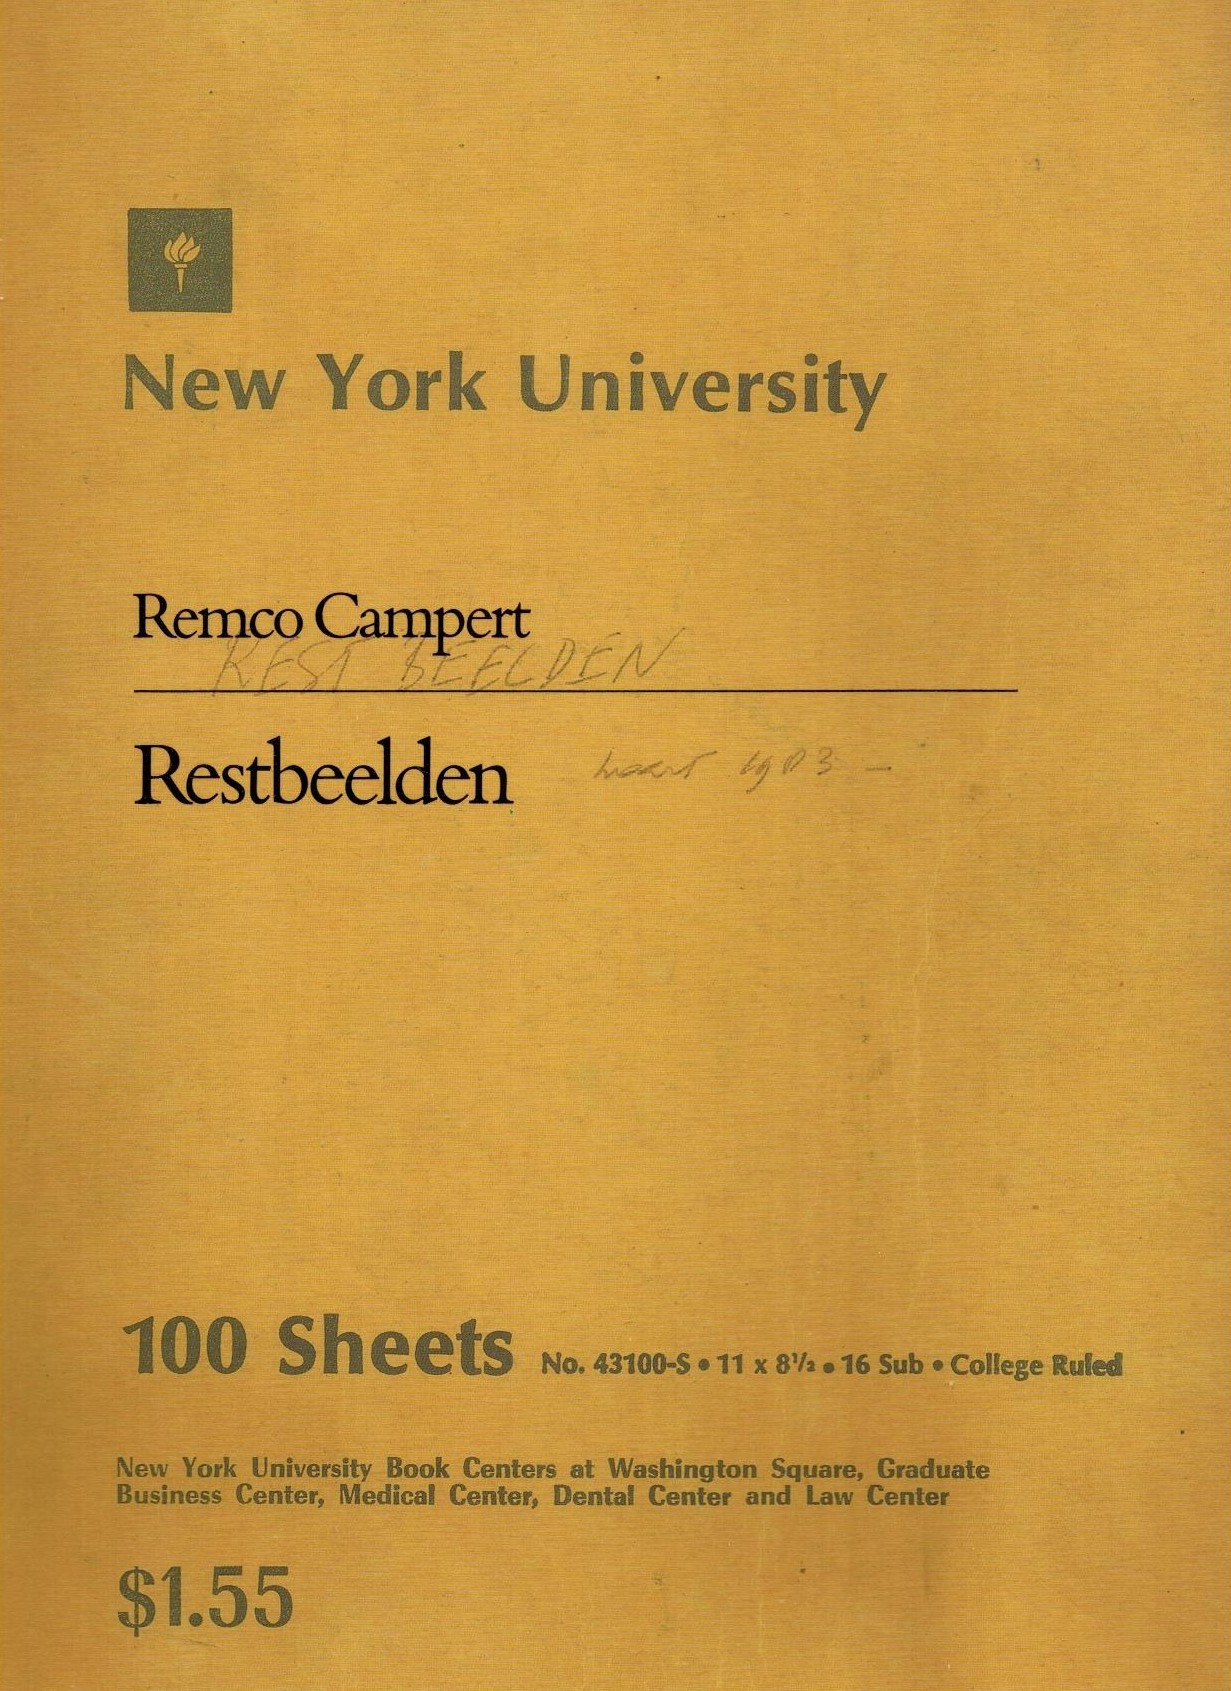 New York University
Remco Campert
REST BEELDEN
Restbeelden
100 Sheets No. 43100-S • 11 x 8½ • 16 Sub • College Ruled
New York University Book Centers at Washington Square, Graduate
Business Center, Medical Center, Dental Center and Law Center
$1.55